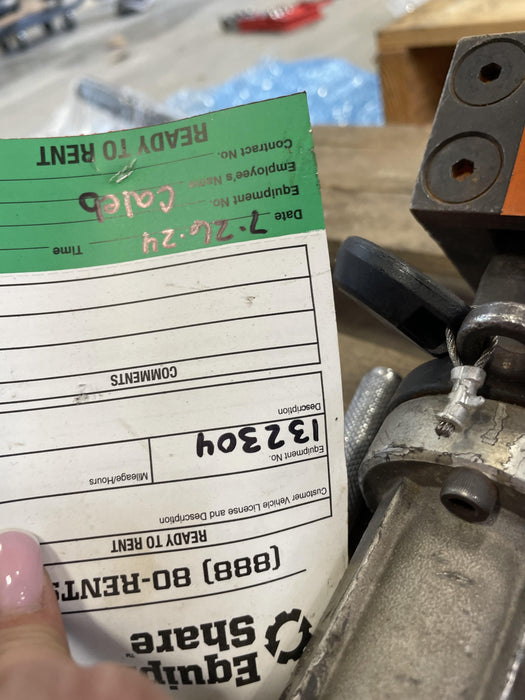 Equip
Share
(888) 80-RENTS
READY TO RENT
Customer Vehicle License and Description
Equipment No. Mileage/Hours
132304
Description
COMMENTS
Date 7-26-24 Time
Equipment No.
Employee's Name Caleb
Contract No.
READY TO RENT